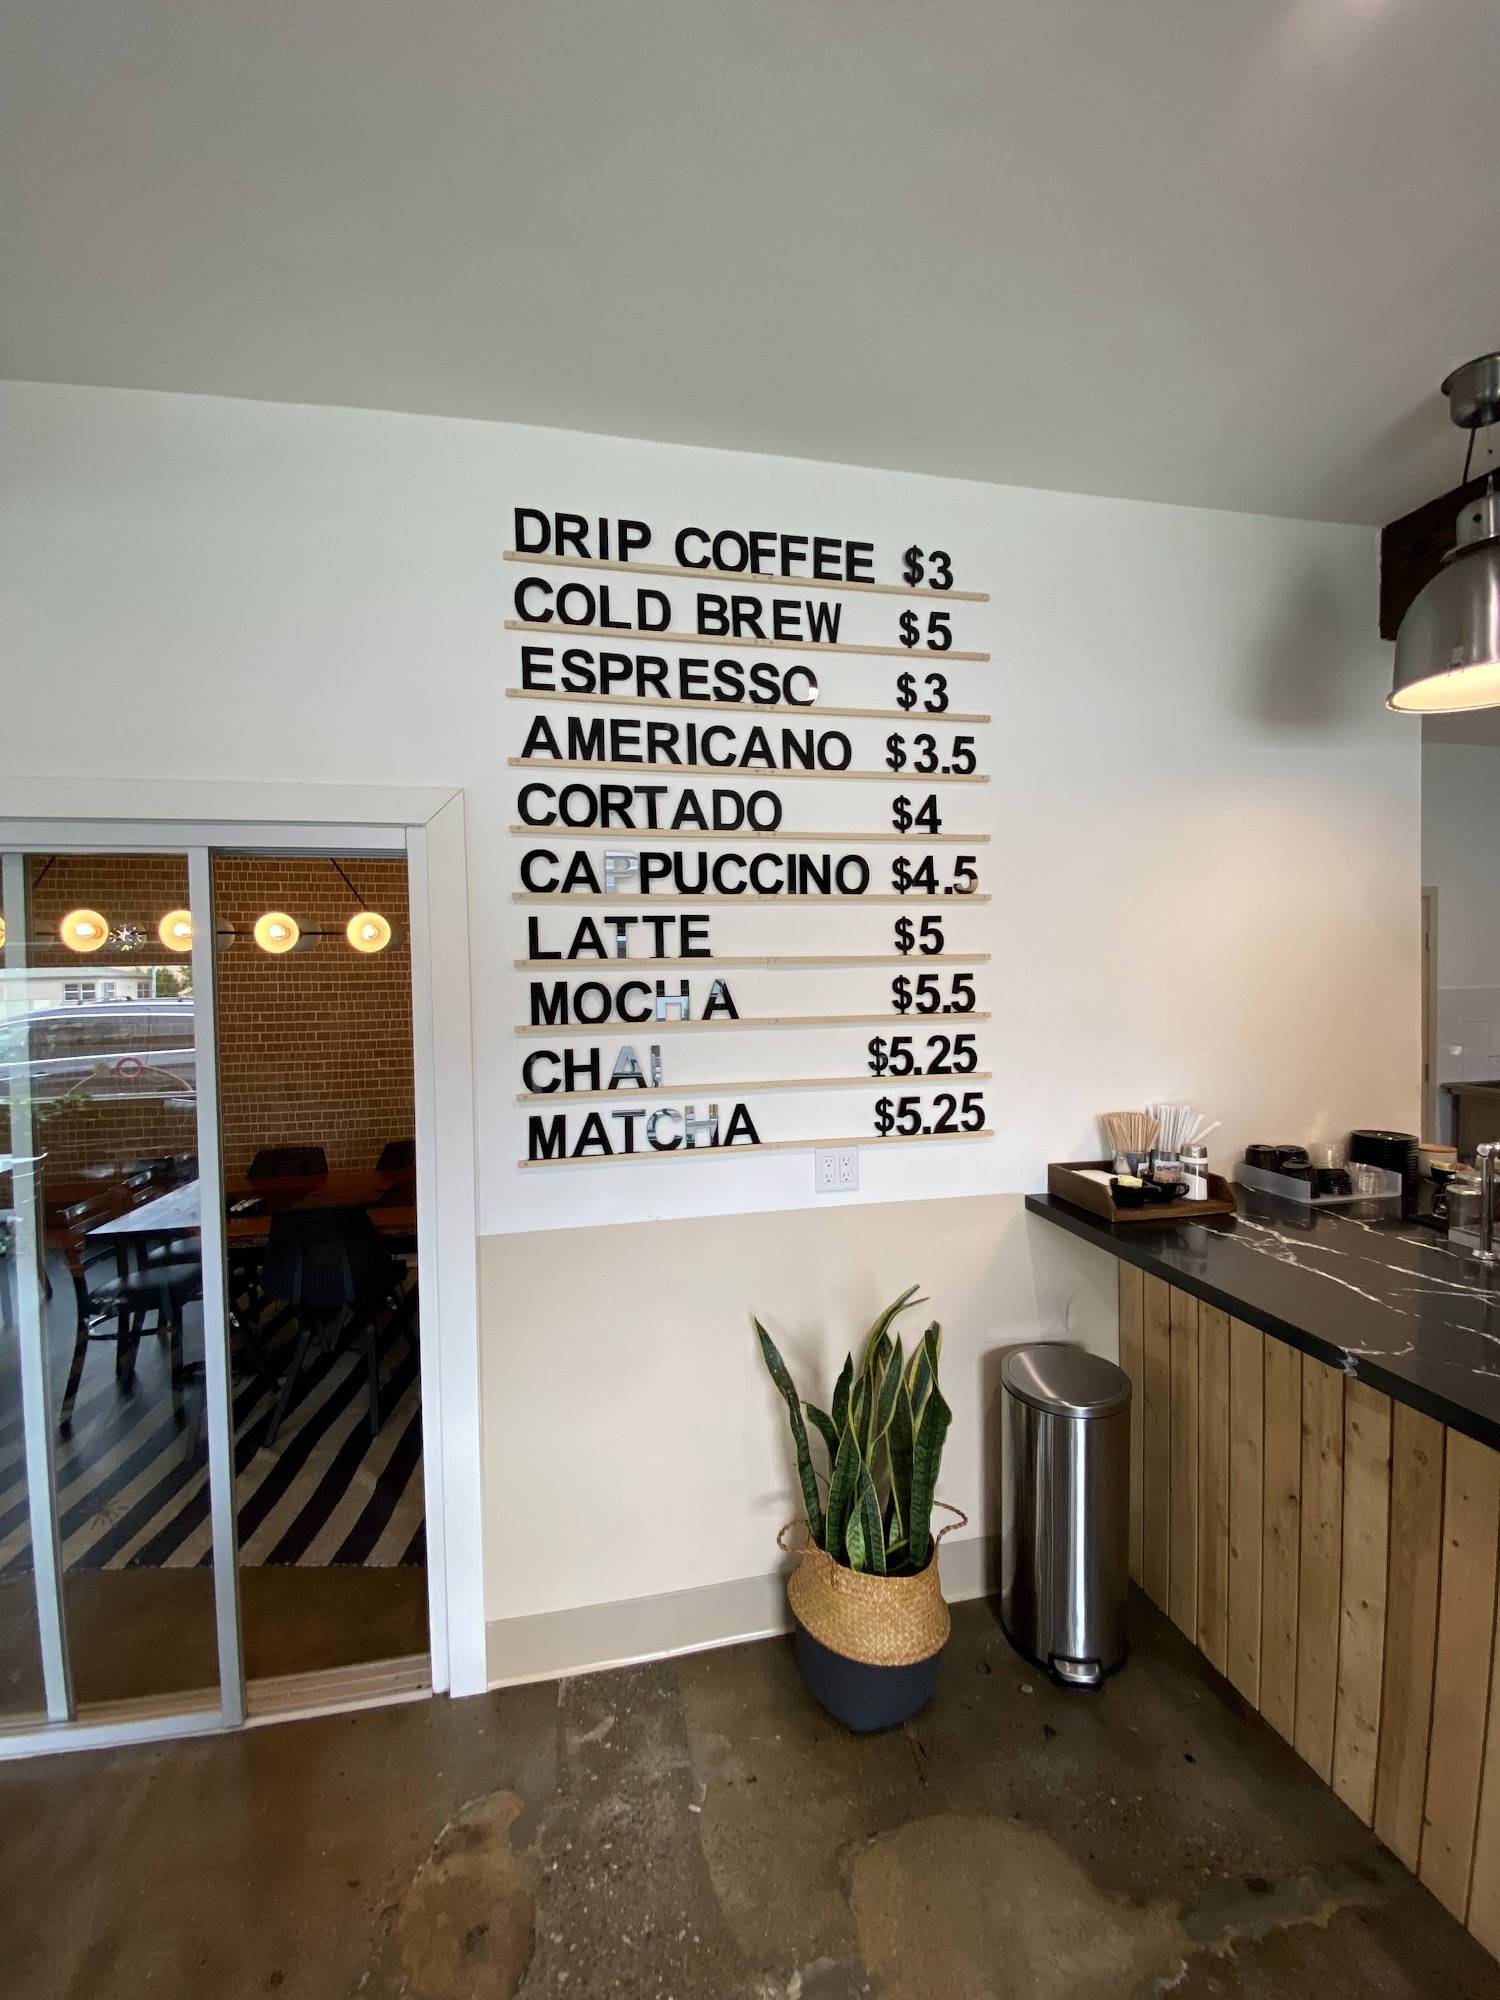 DRIP COFFEE $3
COLD BREW $5
ESPRESSO $3
AMERICANO $3.5
CORTADO $4
CAPPUCCINO $4.5
LATTE $5
MOCHA $5.5
CHAI $5.25
MATCHA $5.25